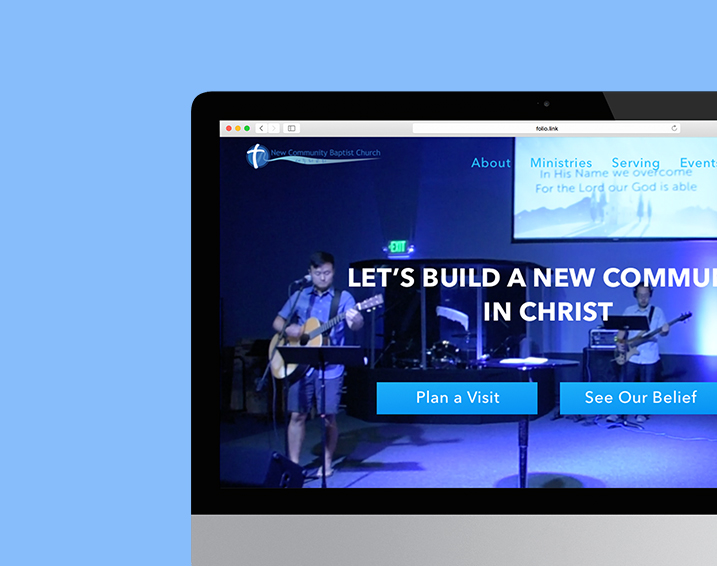 folio.link
New Community Baptist Church
About Ministries Serving Events
In His Name we overcome
For the Lord our God is able
EXIT
LET'S BUILD A NEW COMMU
IN CHRIST
Plan a Visit
See Our Belief